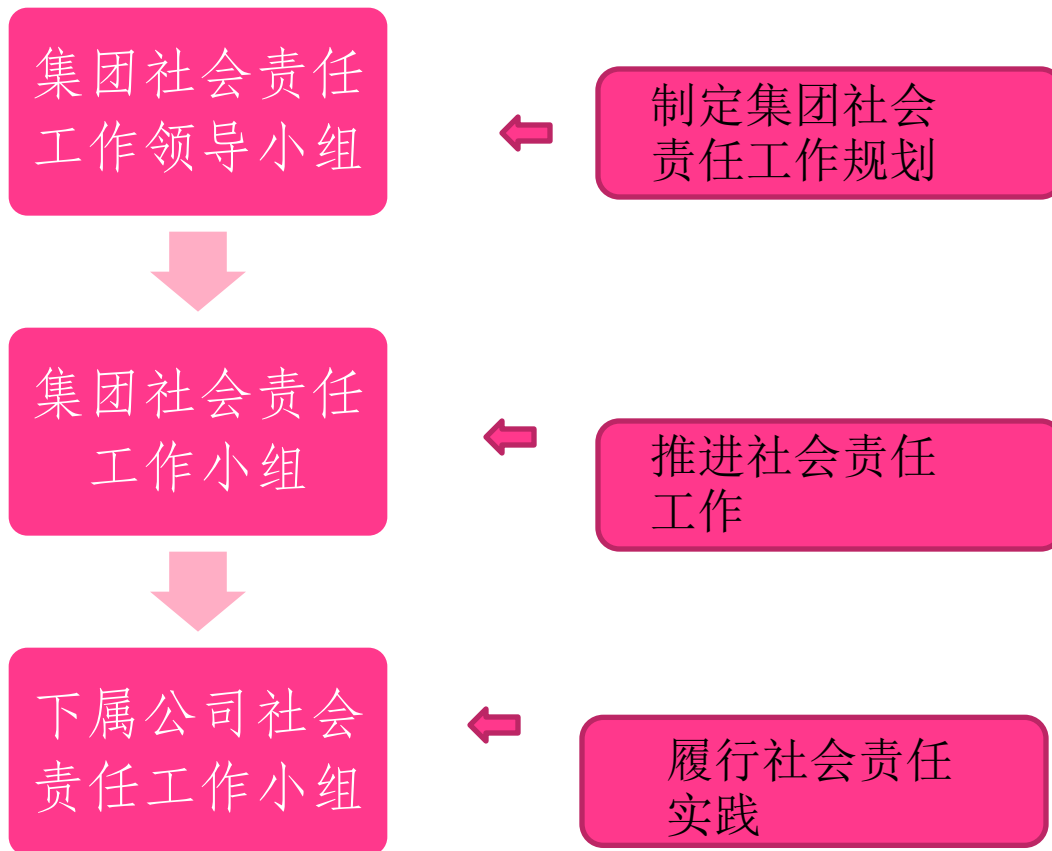 集团社会责任
工作领导小组
制定集团社会
责任工作规划
集团社会责任
工作小组
推进社会责任
工作
下属公司社会
责任工作小组
履行社会责任
实践